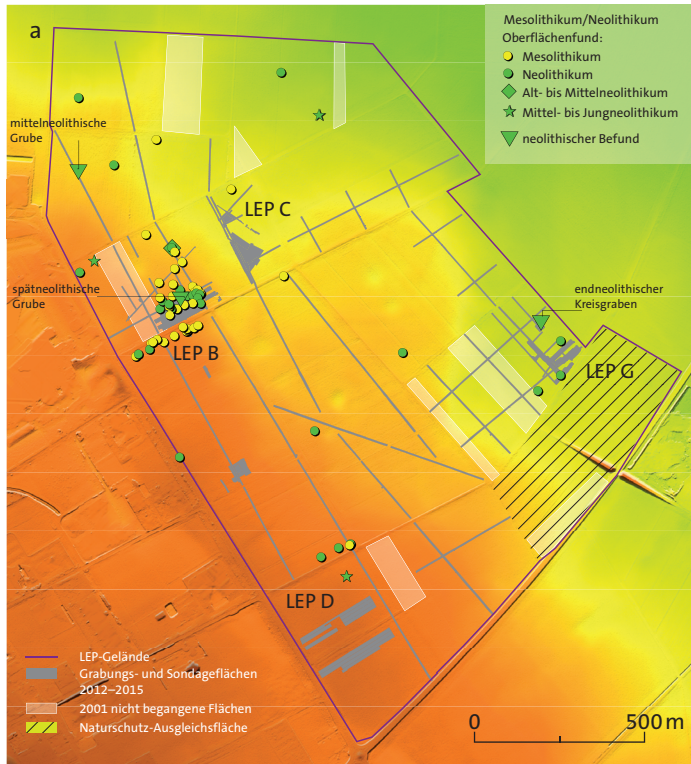 a
Mesolithikum/Neolithikum
Oberflächenfund:
Mesolithikum
Neolithikum
Alt- bis Mittelneolithikum
Mittel- bis Jungneolithikum
neolithischer Befund
mittelneolithische
Grube
LEP C
spätneolithische
Grube
endneolithischer
Kreisgraben
LEP B
LEP G
LEP D
LEP-Gelände
Grabungs- und Sondageflächen
2012–2015
2001 nicht begangene Flächen
Naturschutz-Ausgleichsfläche
0 500 m